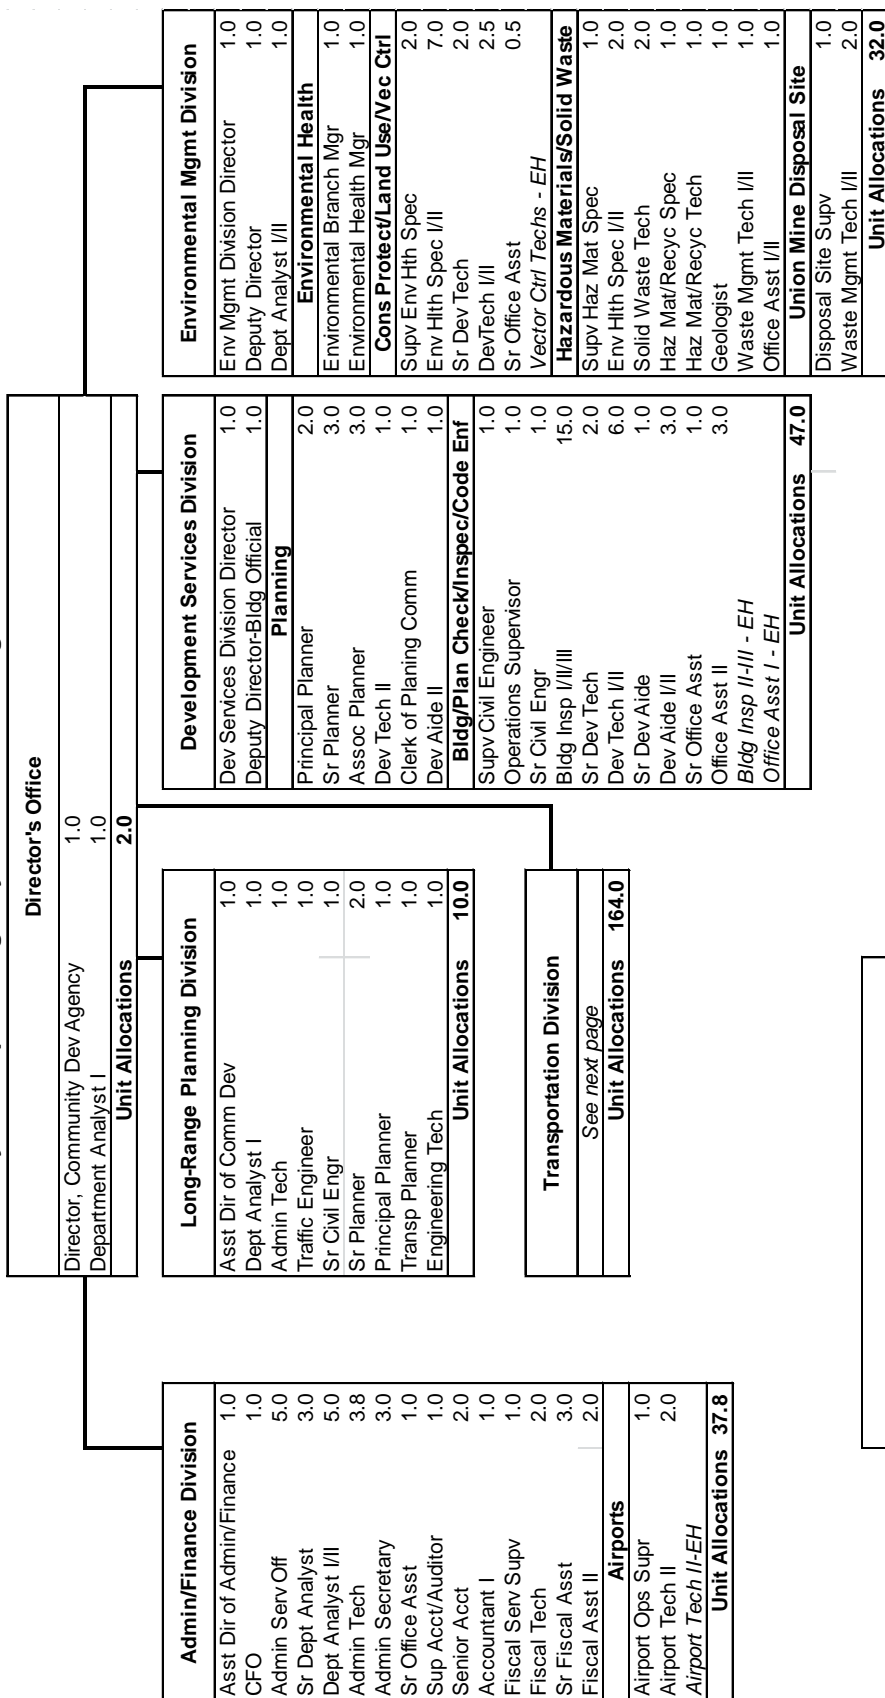 Director's Office
Director, Community Dev Agency 1.0
Department Analyst I 1.0
Unit Allocations 2.0
Admin/Finance Division
Asst Dir of Admin/Finance 1.0
CFO 1.0
Admin Serv Off 5.0
Sr Dept Analyst 3.0
Dept Analyst I/II 5.0
Admin Tech 3.8
Admin Secretary 3.0
Sr Office Asst 1.0
Sup Acct/Auditor 1.0
Senior Acct 2.0
Accountant I 1.0
Fiscal Serv Supv 1.0
Fiscal Tech 2.0
Sr Fiscal Asst 3.0
Fiscal Asst II 2.0
Airports
Airport Ops Supr 1.0
Airport Tech II 2.0
Airport Tech II-EH
Unit Allocations 37.8
Long-Range Planning Division
Asst Dir of Comm Dev 1.0
Dept Analyst I 1.0
Admin Tech 1.0
Traffic Engineer 1.0
Sr Civil Engr 1.0
Sr Planner 2.0
Principal Planner 1.0
Transp Planner 1.0
Engineering Tech 1.0
Unit Allocations 10.0
Transportation Division
See next page
Unit Allocations 164.0
Development Services Division
Dev Services Division Director 1.0
Deputy Director-Bldg Official 1.0
Planning
Principal Planner 2.0
Sr Planner 3.0
Assoc Planner 3.0
Dev Tech II 1.0
Clerk of Planing Comm 1.0
Dev Aide II 1.0
Bldg/Plan Check/Inspec/Code Enf
Supv Civil Engineer 1.0
Operations Supervisor 1.0
Sr Civil Engr 1.0
Bldg Insp I/II/III 15.0
Sr Dev Tech 2.0
Dev Tech I/II 6.0
Sr Dev Aide 1.0
Dev Aide I/II 3.0
Sr Office Asst 1.0
Office Asst II 3.0
Bldg Insp II-III - EH
Office Asst I - EH
Unit Allocations 47.0
Environmental Mgmt Division
Env Mgmt Division Director 1.0
Deputy Director 1.0
Dept Analyst I/II 1.0
Environmental Health
Environmental Branch Mgr 1.0
Environmental Health Mgr 1.0
Cons Protect/Land Use/Vec Ctrl
Supv Env Hth Spec 2.0
Env Hlth Spec I/II 7.0
Sr Dev Tech 2.0
DevTech I/II 2.5
Sr Office Asst 0.5
Vector Ctrl Techs - EH
Hazardous Materials/Solid Waste
Supv Haz Mat Spec 1.0
Env Hlth Spec I/II 2.0
Solid Waste Tech 2.0
Haz Mat/Recyc Spec 1.0
Haz Mat/Recyc Tech 1.0
Geologist 1.0
Waste Mgmt Tech I/II 1.0
Office Asst I/II 1.0
Union Mine Disposal Site
Disposal Site Supv 1.0
Waste Mgmt Tech I/II 2.0
Unit Allocations 32.0